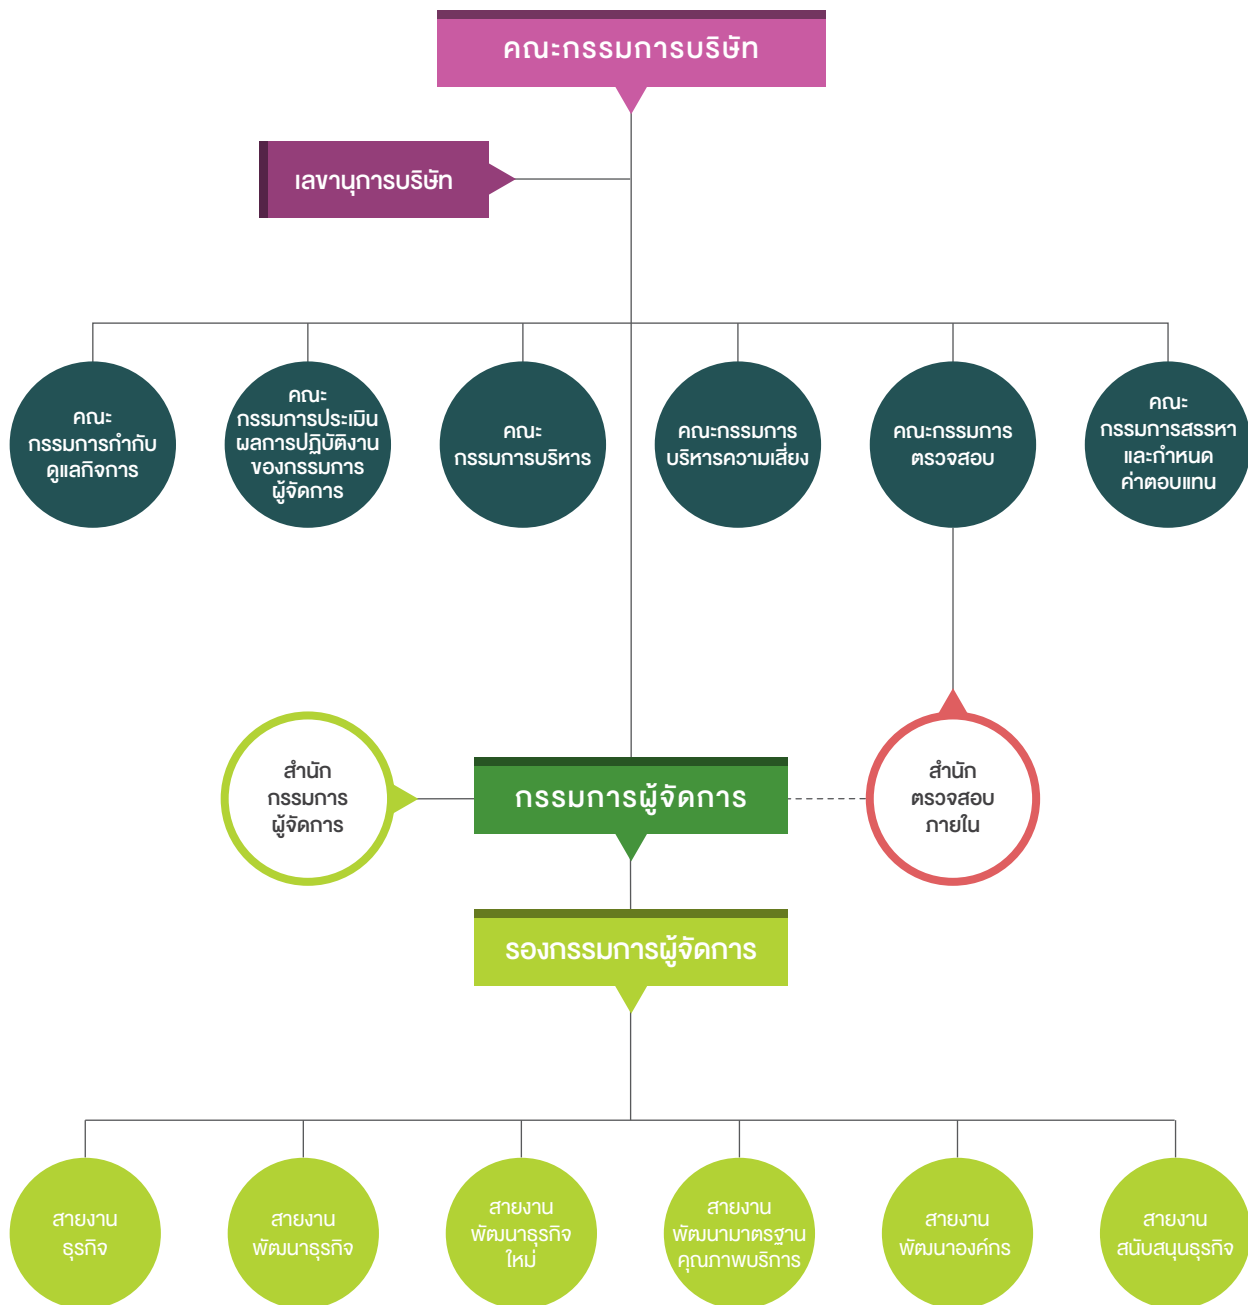 คณะกรรมการบริษัท
เลขานุการบริษัท
คณะ
กรรมการกำกับ
ดูแลกิจการ
คณะ
กรรมการประเมิน
ผลการปฏิบัติงาน
ของกรรมการ
ผู้จัดการ
คณะ
กรรมการบริหาร
คณะกรรมการ
บริหารความเสี่ยง
คณะกรรมการ
ตรวจสอบ
คณะ
กรรมการสรรหา
และกำหนด
ค่าตอบแทน
สำนัก
กรรมการ
ผู้จัดการ
กรรมการผู้จัดการ
สำนัก
ตรวจสอบ
ภายใน
รองกรรมการผู้จัดการ
สายงาน
ธุรกิจ
สายงาน
พัฒนาธุรกิจ
สายงาน
พัฒนาธุรกิจ
ใหม่
สายงาน
พัฒนามาตรฐาน
คุณภาพบริการ
สายงาน
พัฒนาองค์กร
สายงาน
สนับสนุนธุรกิจ